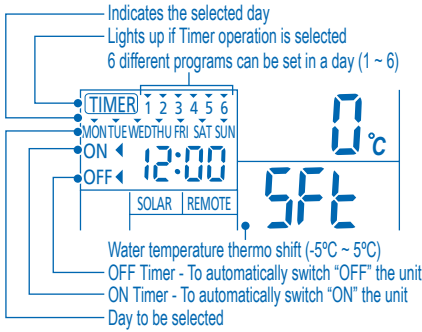 Indicates the selected day
Lights up if Timer operation is selected
6 different programs can be set in a day (1 ~ 6)
TIMER 1 2 3 4 5 6
MON TUE WED THU FRI SAT SUN
ON
OFF
12:00
0 °C
SOLAR REMOTE
SFt
Water temperature thermo shift (-5ºC ~ 5ºC)
OFF Timer - To automatically switch “OFF” the unit
ON Timer - To automatically switch “ON” the unit
Day to be selected